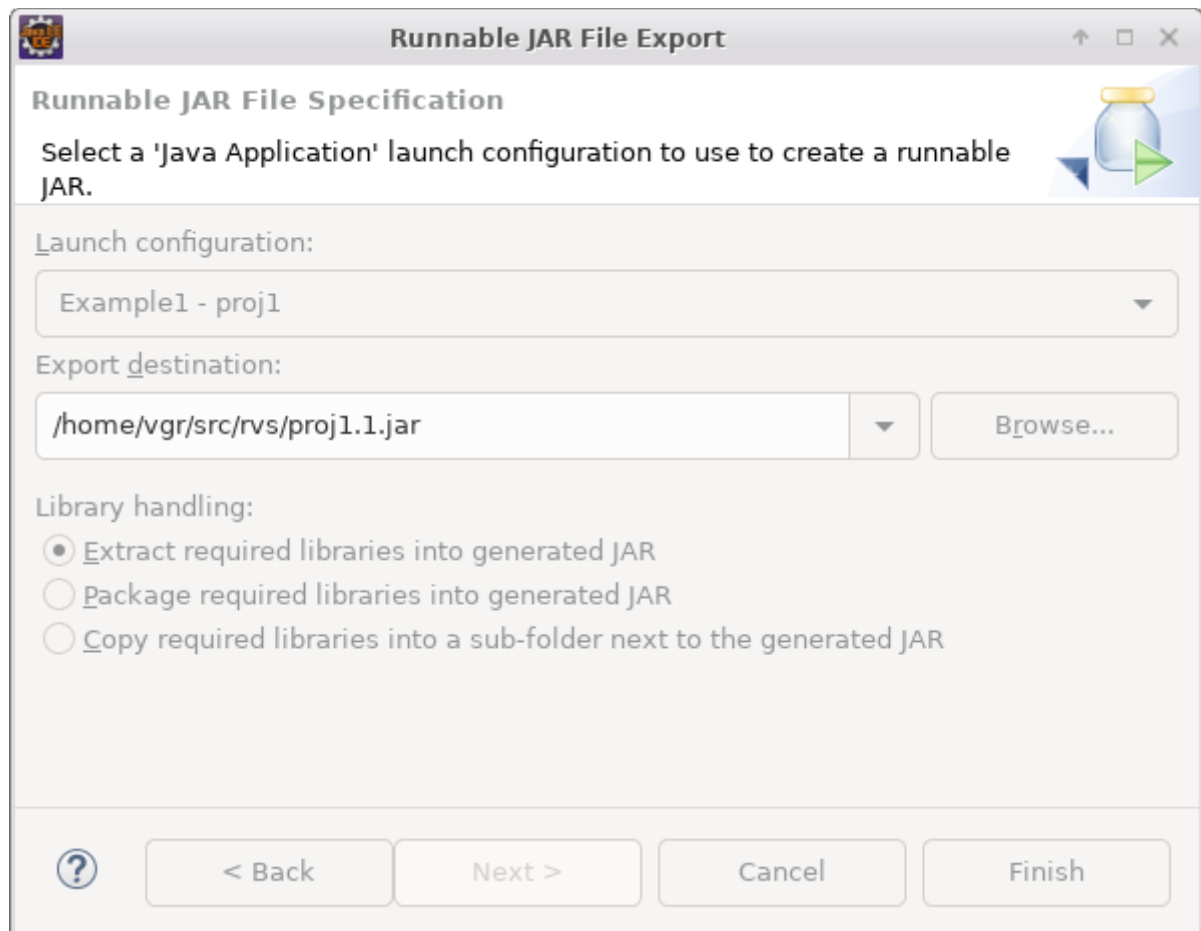 Runnable JAR File Export
Runnable JAR File Specification
Select a 'Java Application' launch configuration to use to create a runnable
JAR.
Launch configuration:
Example1 - proj1
Export destination:
/home/vgr/src/rvs/proj1.1.jar
Browse...
Library handling:
Extract required libraries into generated JAR
Package required libraries into generated JAR
Copy required libraries into a sub-folder next to the generated JAR
? < Back Next > Cancel Finish